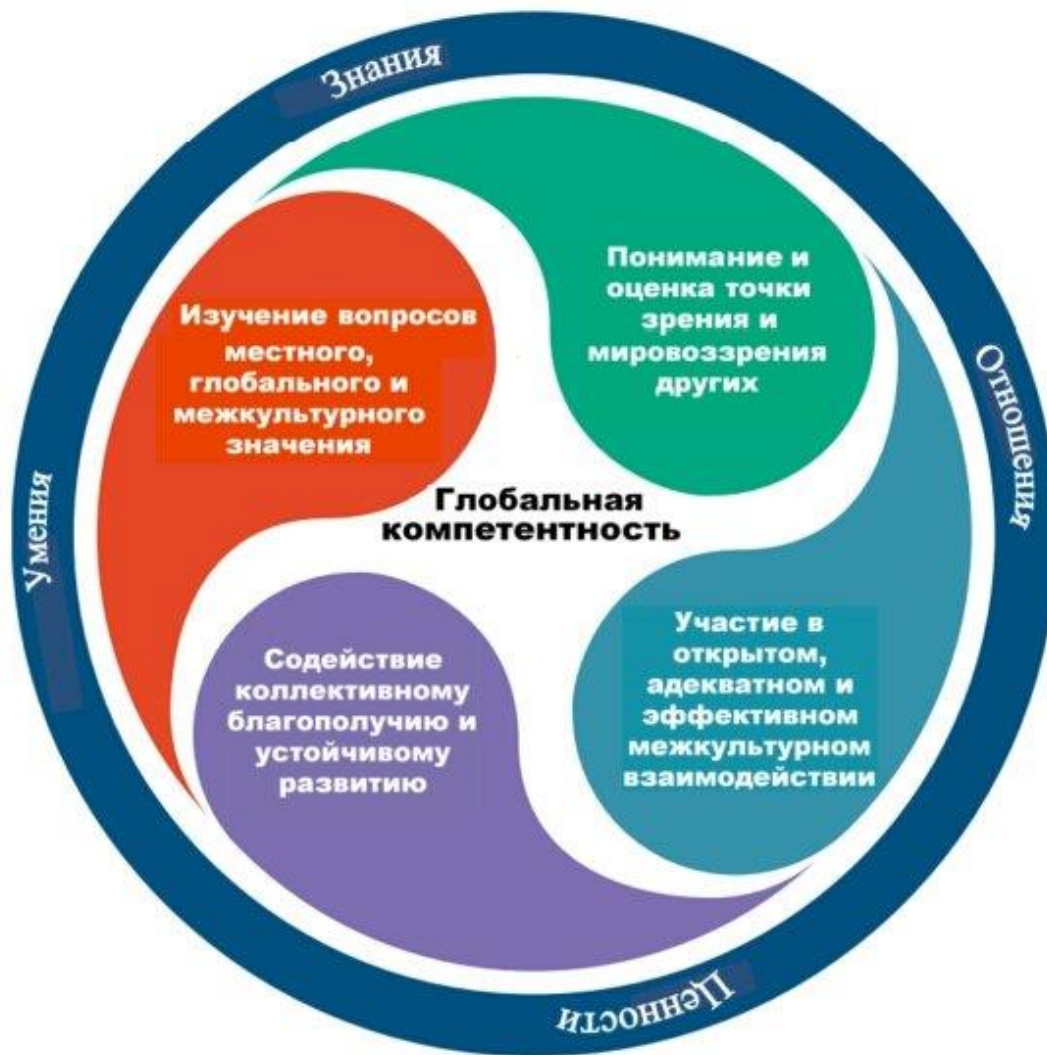 Знания
Понимание и
оценка точки
зрения и
мировоззрения
других
Изучение вопросов
местного,
глобального и
межкультурного
значения
Отношения
Глобальная
компетентность
Умения
Участие в
открытом,
адекватном и
эффективном
межкультурном
взаимодействии
Содействие
коллективному
благополучию и
устойчивому
развитию
Ценности